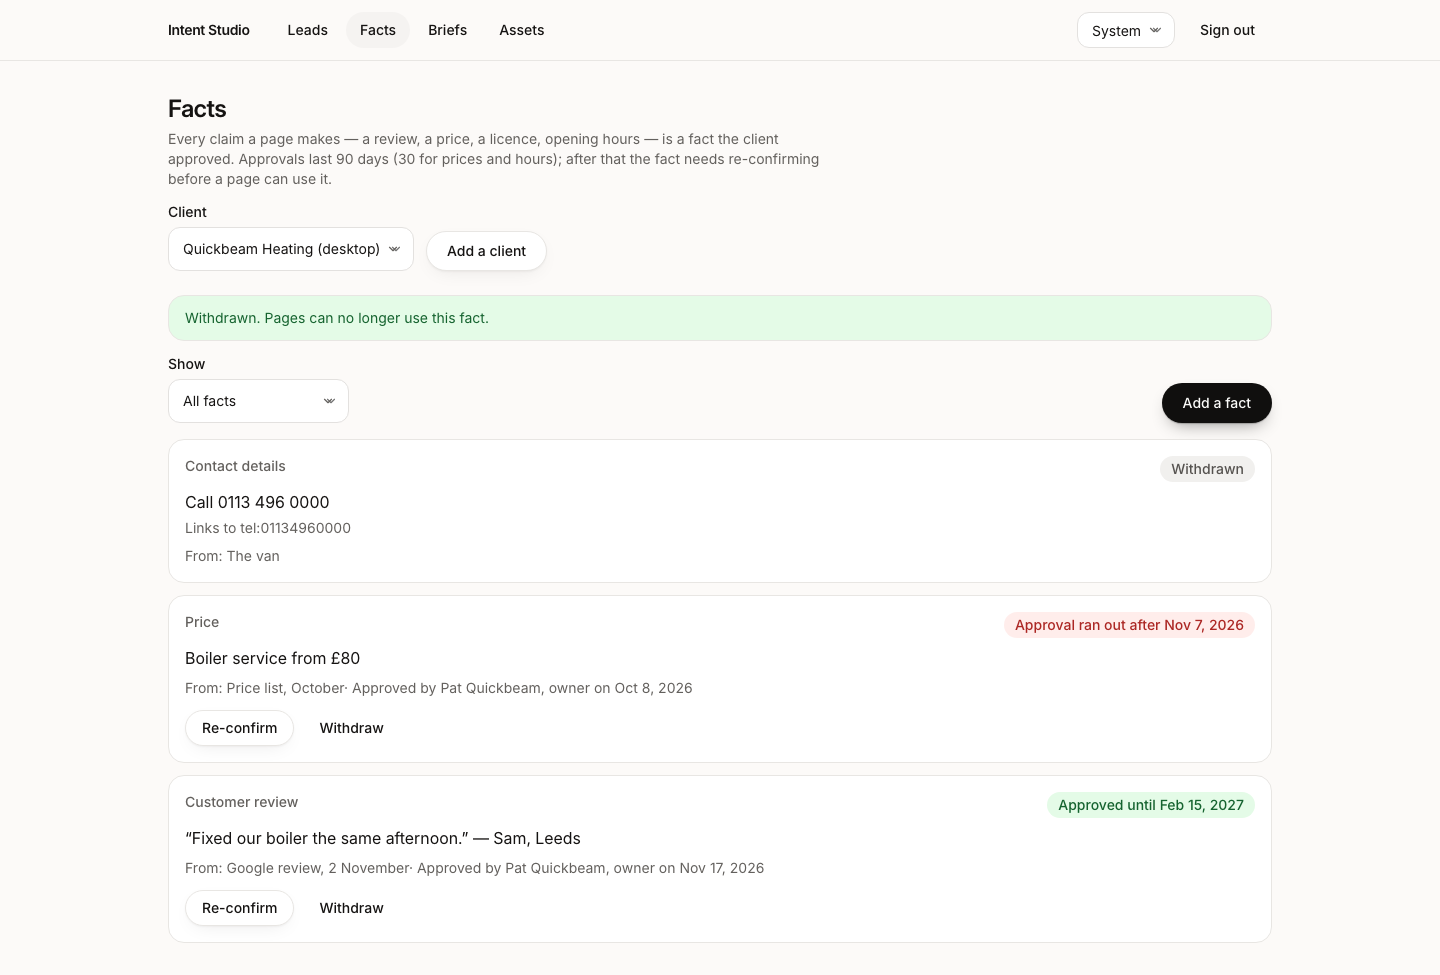 Intent Studio
Leads
Facts
Briefs
Assets
System
Sign out
Facts
Every claim a page makes — a review, a price, a licence, opening hours — is a fact the client
approved. Approvals last 90 days (30 for prices and hours); after that the fact needs re-confirming
before a page can use it.
Client
Quickbeam Heating (desktop)
Add a client
Withdrawn. Pages can no longer use this fact.
Show
All facts
Add a fact
Contact details
Withdrawn
Call 0113 496 0000
Links to tel:01134960000
From: The van
Price
Approval ran out after Nov 7, 2026
Boiler service from £80
From: Price list, October· Approved by Pat Quickbeam, owner on Oct 8, 2026
Re-confirm
Withdraw
Customer review
Approved until Feb 15, 2027
“Fixed our boiler the same afternoon.” — Sam, Leeds
From: Google review, 2 November· Approved by Pat Quickbeam, owner on Nov 17, 2026
Re-confirm
Withdraw